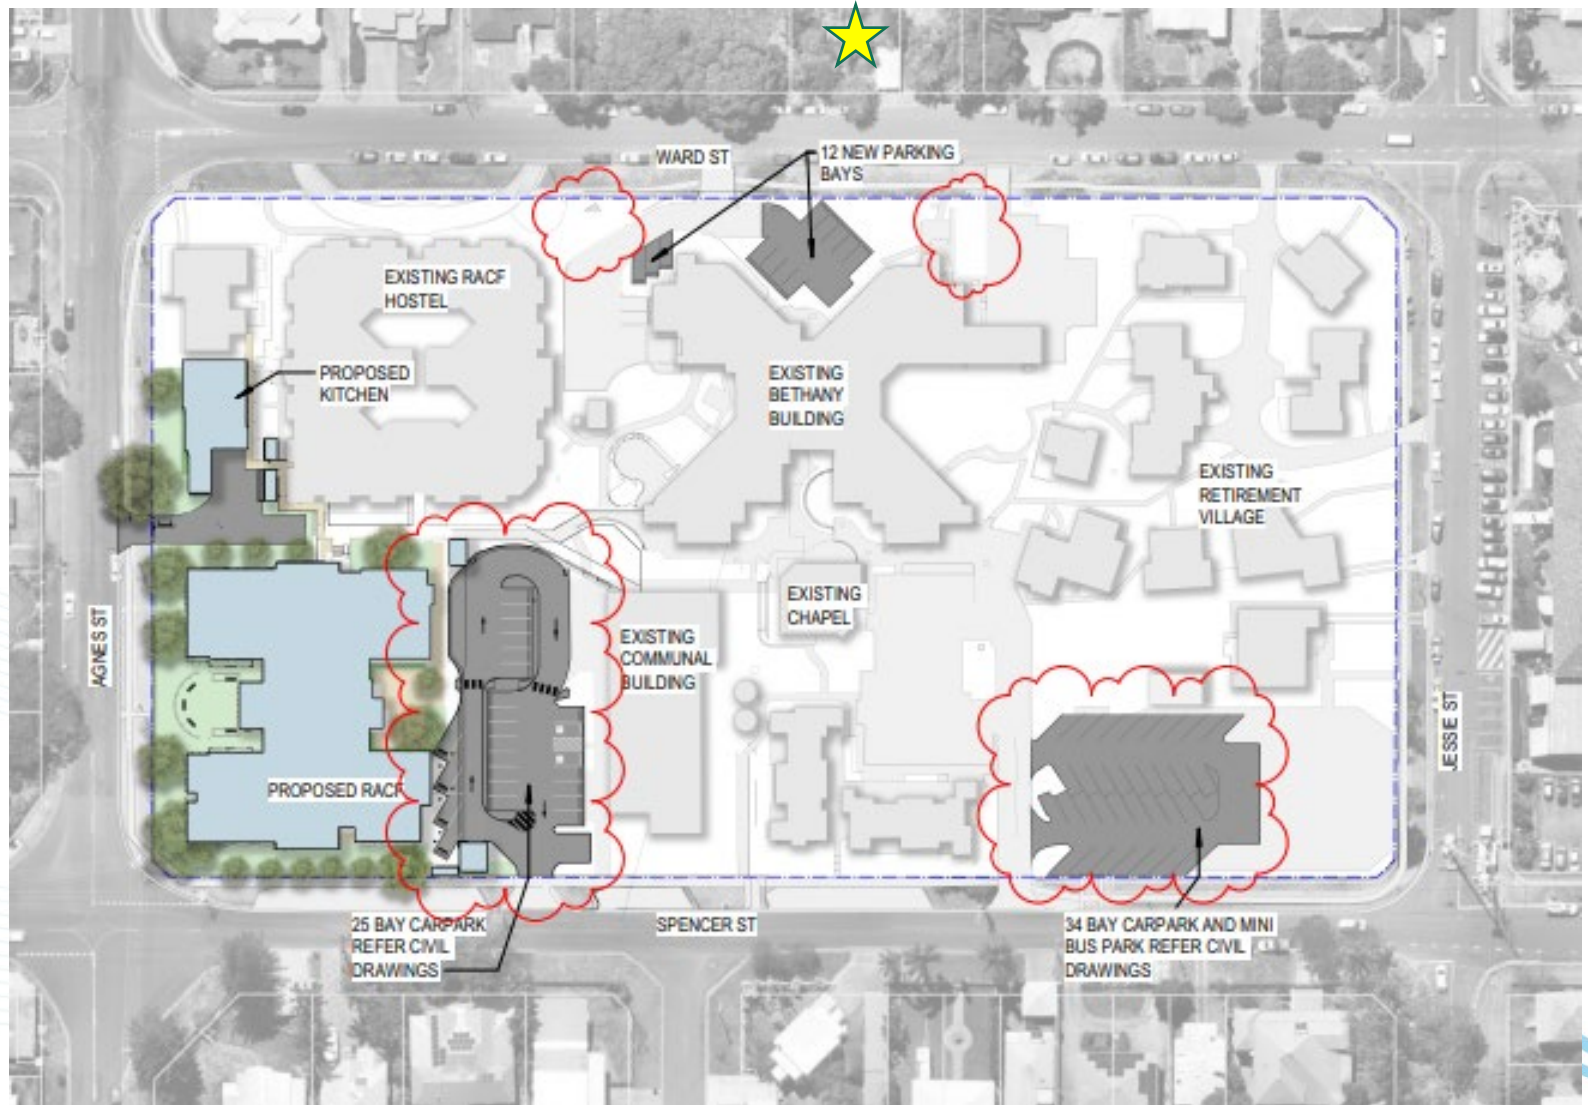 WARD ST
12 NEW PARKING
BAYS
EXISTING RACF
HOSTEL
PROPOSED
KITCHEN
EXISTING
BETHANY
BUILDING
EXISTING
RETIREMENT
VILLAGE
EXISTING
CHAPEL
AGNES ST
EXISTING
COMMUNAL
BUILDING
JESSIE ST
PROPOSED RACF
25 BAY CARPARK
REFER CIVIL
DRAWINGS
SPENCER ST
34 BAY CARPARK AND MINI
BUS PARK REFER CIVIL
DRAWINGS